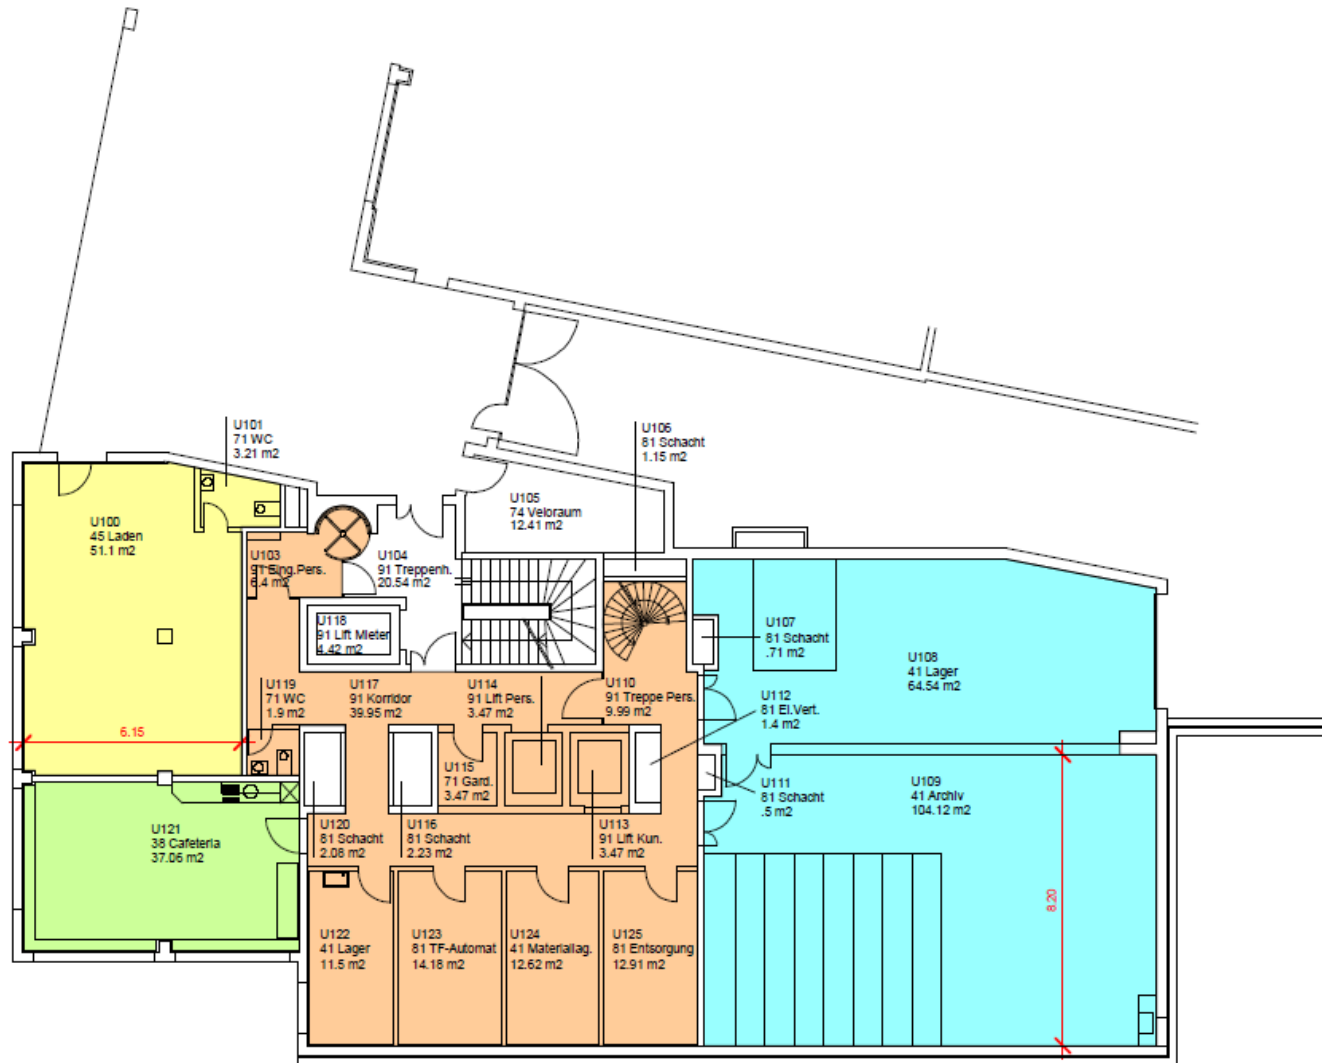 U101
71 WC
3.21 m2
U106
81 Schacht
1.15 m2
U100
45 Laden
51.1 m2
U105
74 Veloraum
12.41 m2
U103
91 Eing.Pers.
6.4 m2
U104
91 Treppenh.
20.54 m2
U118
91 Lift Mieter
4.42 m2
U107
81 Schacht
.71 m2
U108
41 Lager
64.54 m2
U119
71 WC
1.9 m2
U117
91 Korridor
39.95 m2
U114
91 Lift Pers.
3.47 m2
U110
91 Treppe Pers.
9.99 m2
U112
81 El.Vert.
1.4 m2
6.15
U115
71 Gard.
3.47 m2
U111
81 Schacht
.5 m2
U109
41 Archiv
104.12 m2
U121
38 Cafeteria
37.06 m2
U120
81 Schacht
2.08 m2
U116
81 Schacht
2.23 m2
U113
91 Lift Kun.
3.47 m2
8.20
U122
41 Lager
11.5 m2
U123
81 TF-Automat
14.18 m2
U124
41 Materiallag.
12.62 m2
U125
81 Entsorgung
12.91 m2